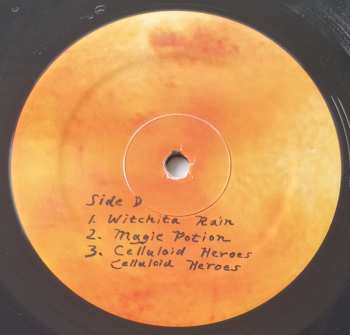 Side D
1. Witchita Rain
2. Magic Potion
3. Celluloid Heroes
Celluloid Heroes